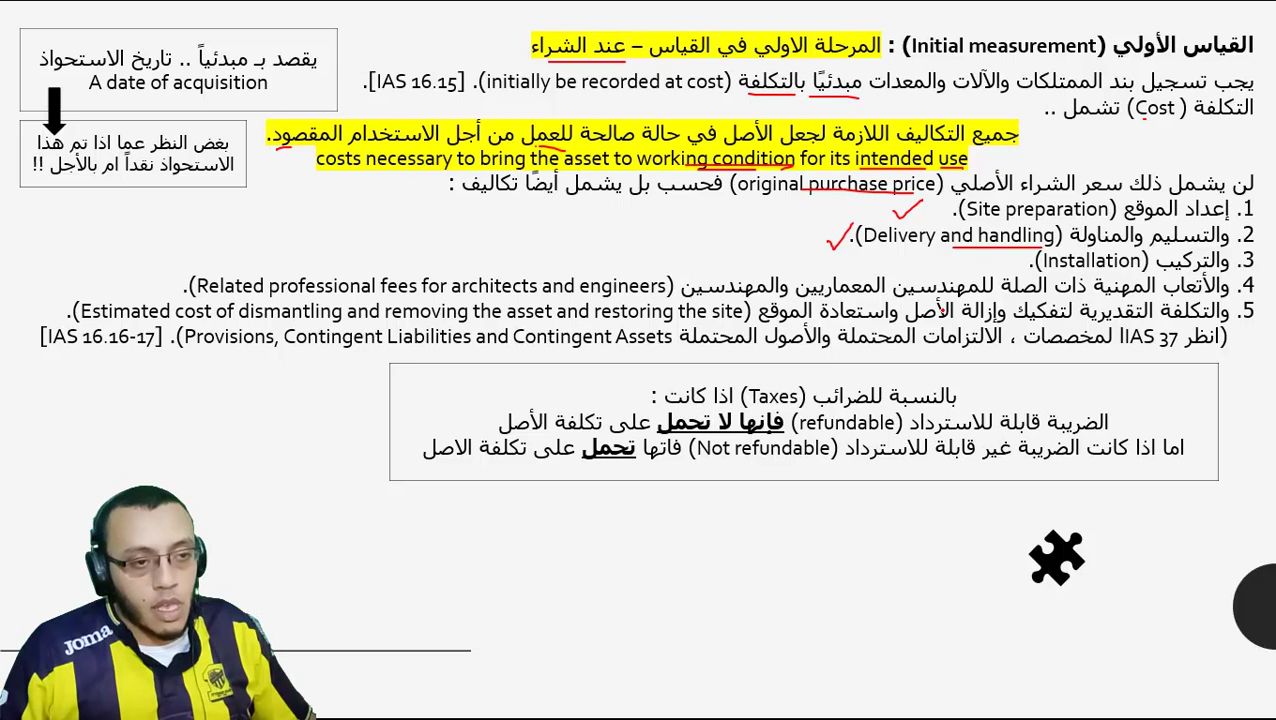 القياس الأولي (Initial measurement) : المرحلة الاولي في القياس – عند الشراء
يجب تسجيل بند الممتلكات والآلات والمعدات مبدئيًا بالتكلفة (initially be recorded at cost). [IAS 16.15].
التكلفة ( Cost) تشمل ..
جميع التكاليف اللازمة لجعل الأصل في حالة صالحة للعمل من أجل الاستخدام المقصود.
costs necessary to bring the asset to working condition for its intended use
لن يشمل ذلك سعر الشراء الأصلي (original purchase price) فحسب بل يشمل أيضًا تكاليف :
1. إعداد الموقع (Site preparation).
2. والتسليم والمناولة (Delivery and handling).
3. والتركيب (Installation).
4. والأتعاب المهنية ذات الصلة للمهندسين المعماريين والمهندسين (Related professional fees for architects and engineers).
5. والتكلفة التقديرية لتفكيك وإزالة الأصل واستعادة الموقع (Estimated cost of dismantling and removing the asset and restoring the site)
(انظر IAS 37ا لمخصصات ، الالتزامات المحتملة والأصول المحتملة Provisions, Contingent Liabilities and Contingent Assets). [IAS 16.16-17]
يقصد بـ مبدئياً .. تاريخ الاستحواذ
A date of acquisition
بغض النظر عما اذا تم هذا
الاستحواذ نقداً ام بالأجل !!
بالنسبة للضرائب (Taxes) اذا كانت :
الضريبة قابلة للاسترداد (refundable) فإنها لا تحمل على تكلفة الأصل
اما اذا كانت الضريبة غير قابلة للاسترداد (Not refundable) فاتها تحمل على تكلفة الاصل
JOMA